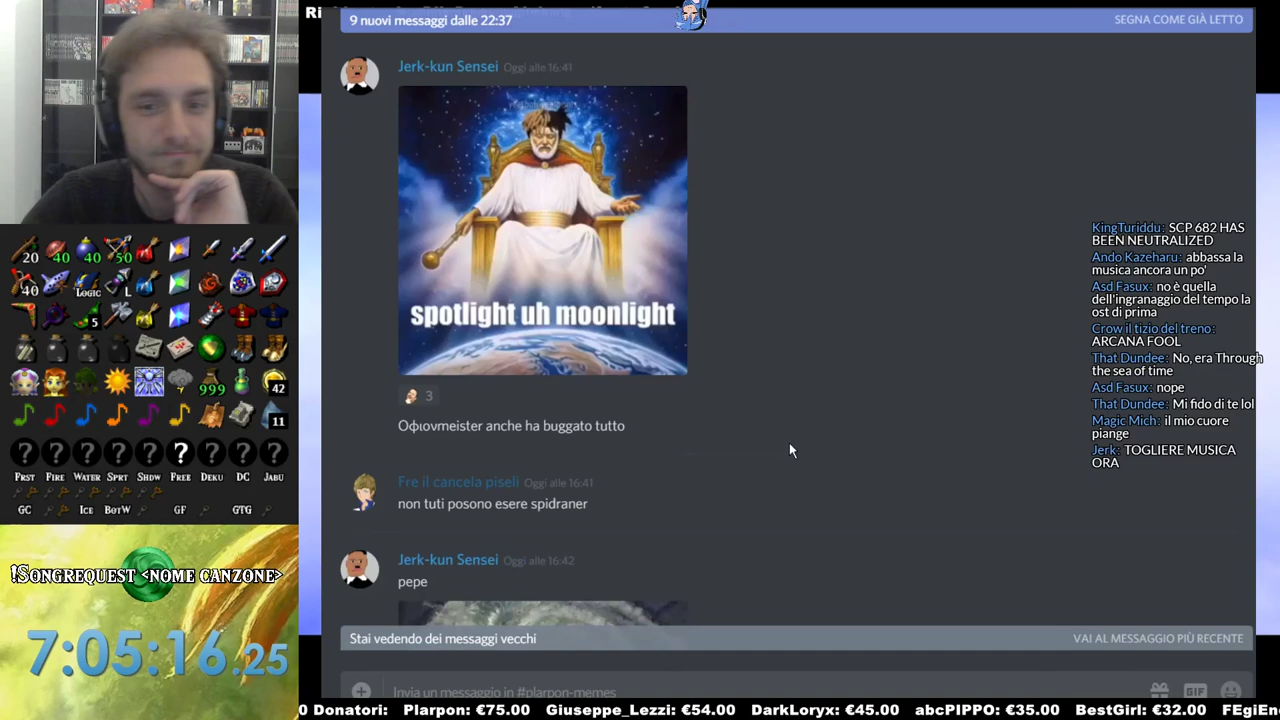 9 nuovi messaggi dalle 22:37
SEGNA COME GIÀ LETTO
Jerk-kun Sensei Oggi alle 16:41
spotlight uh moonlight
3
Οφιονmeister anche ha buggato tutto
Fre il cancela piseli Oggi alle 16:41
non tuti posono esere spidraner
Jerk-kun Sensei Oggi alle 16:42
pepe
Stai vedendo dei messaggi vecchi
VAI AL MESSAGGIO PIÙ RECENTE
Invia un messaggio in #plarpon-memes
GIF
KingTuriddu: SCP 682 HAS
BEEN NEUTRALIZED
Ando Kazeharu: abbassa la
musica ancora un po'
Asd Fasux: no è quella
dell'ingranaggio del tempo la
ost di prima
Crow il tizio del treno:
ARCANA FOOL
That Dundee: No, era Through
the sea of time
Asd Fasux: nope
That Dundee: Mi fido di te lol
Magic Mich: il mio cuore
piange
Jerk: TOGLIERE MUSICA
ORA
20 40 40 50
40 LOGIC L
5
999 42
11
? ? ? ? ? ? ? ? ?
FRST FIRE WATER SPRT SHDW FREE DEKU DC JABU
GC ICE BOTW GF GTG
!SONGREQUEST <NOME CANZONE>
7:05:16.25
0 Donatori: Plarpon: €75.00 Giuseppe_Lezzi: €54.00 DarkLoryx: €45.00 abcPIPPO: €35.00 BestGirl: €32.00 FEgiEn